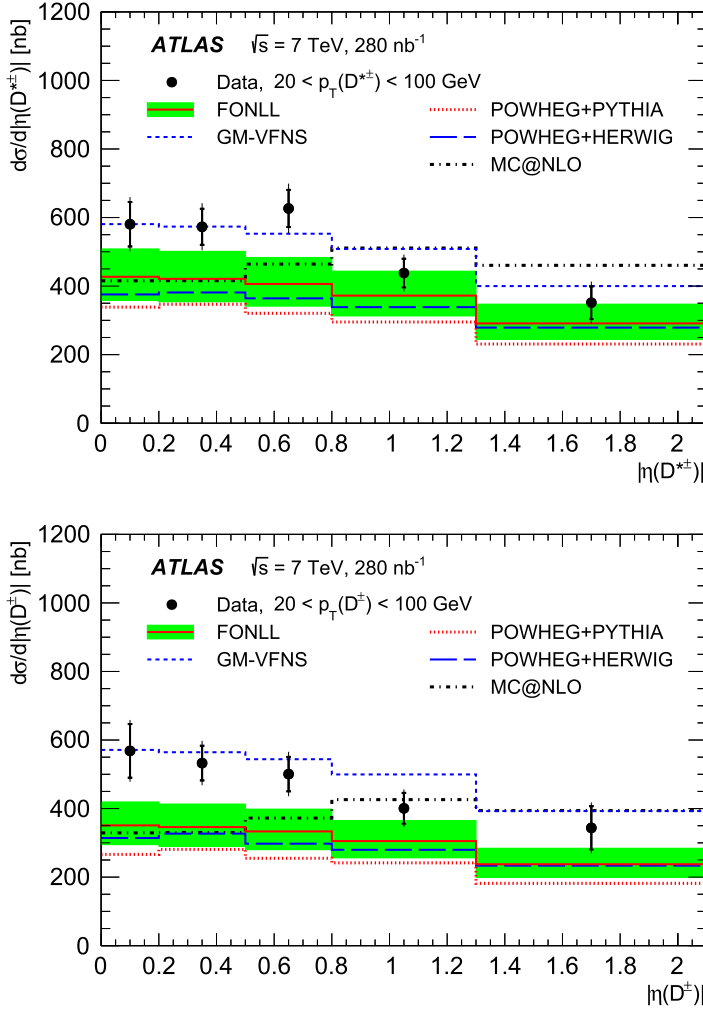 dσ/d|η(D*±)| [nb]
1200
1000
800
600
400
200
0
ATLAS √s = 7 TeV, 280 nb⁻¹
Data, 20 < p_T(D*±) < 100 GeV
FONLL
GM-VFNS
POWHEG+PYTHIA
POWHEG+HERWIG
MC@NLO
0 0.2 0.4 0.6 0.8 1 1.2 1.4 1.6 1.8 2
|η(D*±)|
dσ/d|η(D±)| [nb]
1200
1000
800
600
400
200
0
ATLAS √s = 7 TeV, 280 nb⁻¹
Data, 20 < p_T(D±) < 100 GeV
FONLL
GM-VFNS
POWHEG+PYTHIA
POWHEG+HERWIG
MC@NLO
0 0.2 0.4 0.6 0.8 1 1.2 1.4 1.6 1.8 2
|η(D±)|